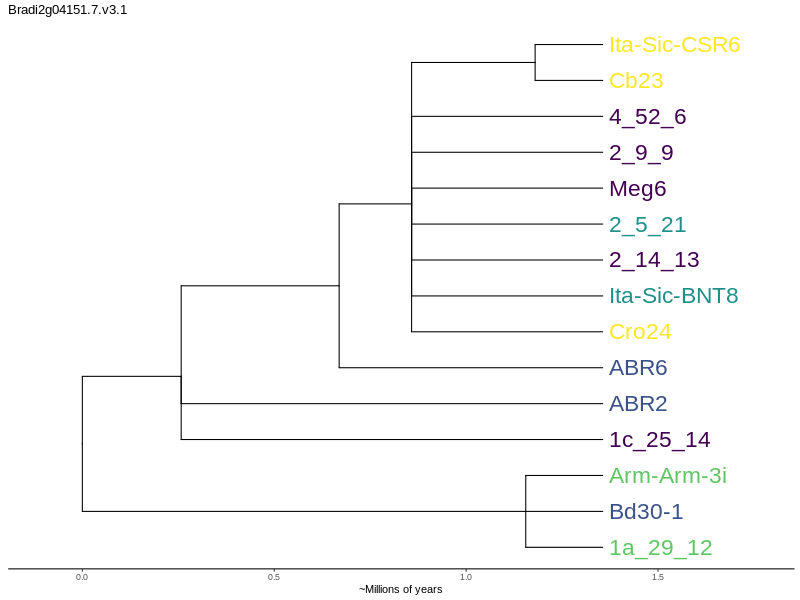 Bradi2g04151.7.v3.1
Ita-Sic-CSR6
Cb23
4_52_6
2_9_9
Meg6
2_5_21
2_14_13
Ita-Sic-BNT8
Cro24
ABR6
ABR2
1c_25_14
Arm-Arm-3i
Bd30-1
1a_29_12
0.0 0.5 1.0 1.5
~Millions of years